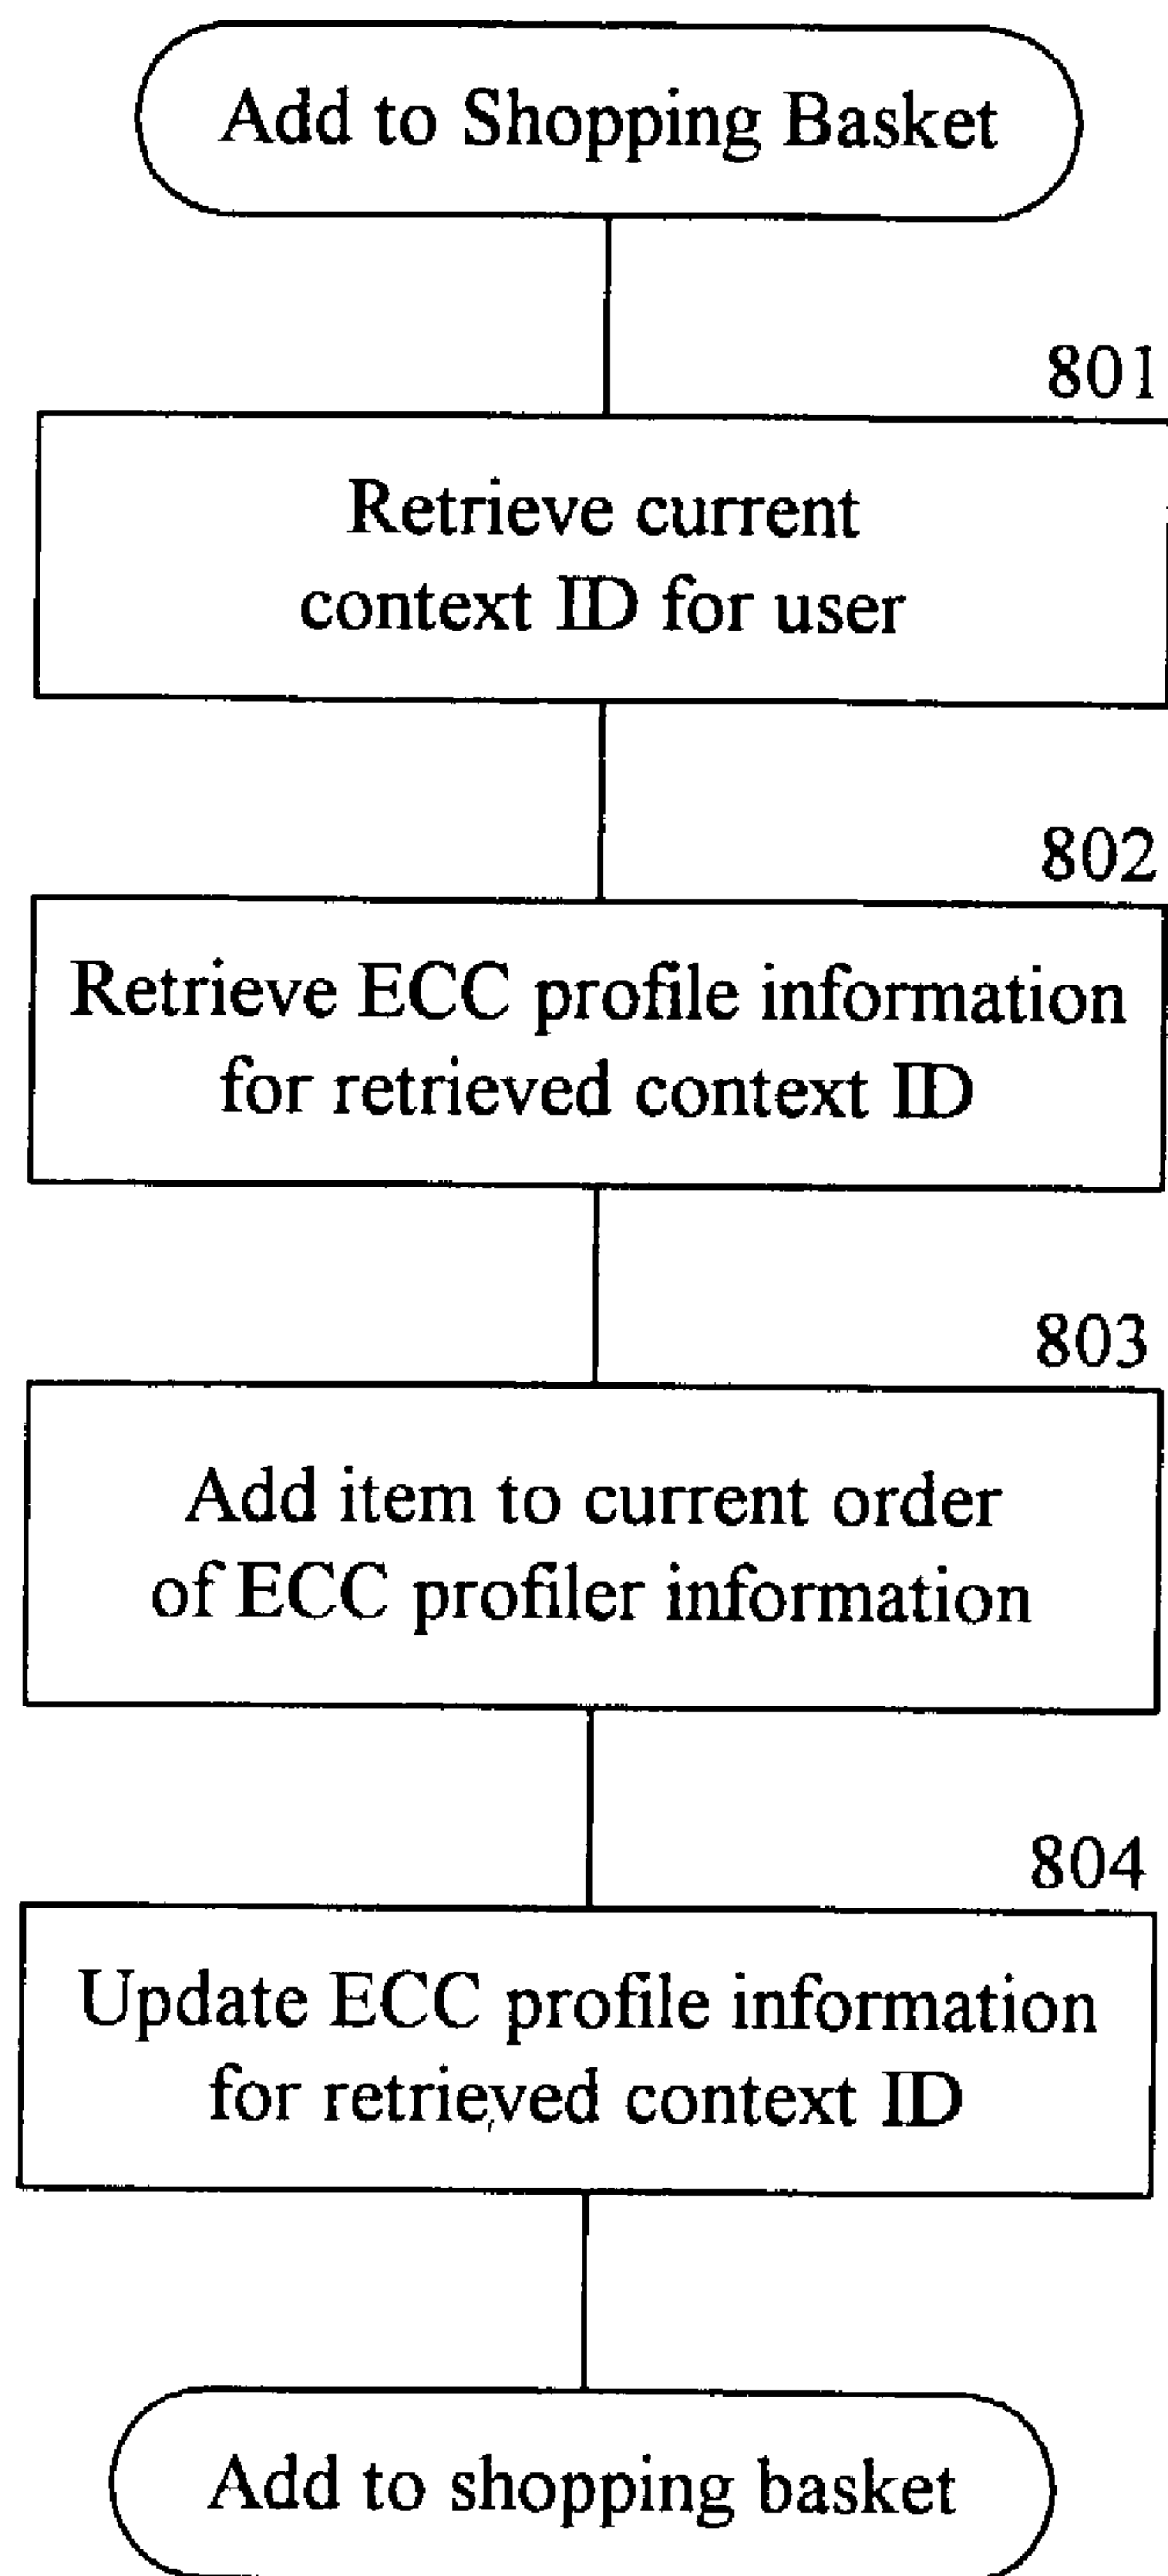 Add to Shopping Basket
801
Retrieve current
context ID for user
802
Retrieve ECC profile information
for retrieved context ID
803
Add item to current order
of ECC profiler information
804
Update ECC profile information
for retrieved context ID
Add to shopping basket